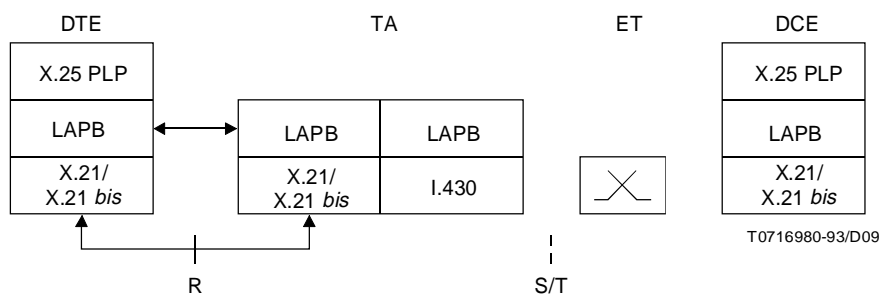 DTE TA ET DCE
X.25 PLP X.25 PLP
LAPB LAPB LAPB LAPB
X.21/ X.21/ I.430 X.21/
X.21 bis X.21 bis X.21 bis
T0716980-93/D09
R S/T